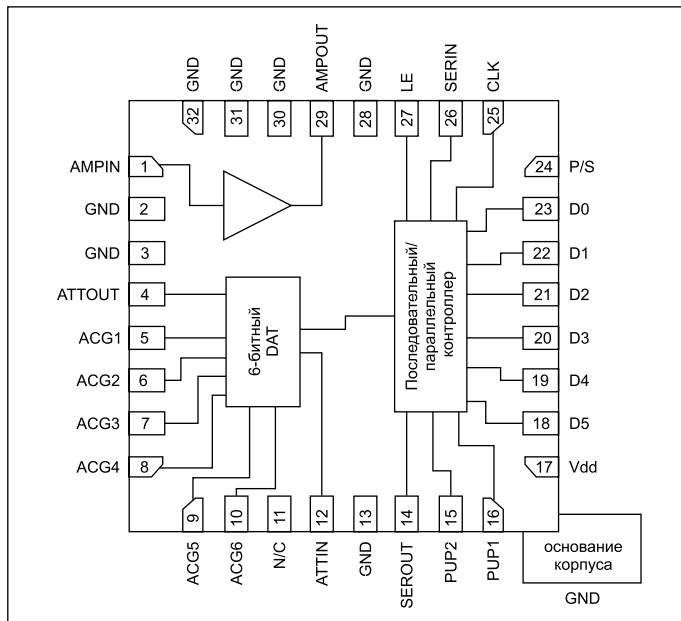 GND
GND
GND
AMPOUT
GND
LE
SERIN
CLK
32
31
30
29
28
27
26
25
AMPIN
1
24
P/S
GND
2
23
D0
GND
3
22
D1
ATTOUT
4
21
D2
ACG1
5
20
D3
ACG2
6
19
D4
ACG3
7
18
D5
ACG4
8
17
Vdd
6-битный
DAT
Последовательный/
параллельный
контроллер
9
10
11
12
13
14
15
16
ACG5
ACG6
N/C
ATTIN
GND
SEROUT
PUP2
PUP1
основание
корпуса
GND